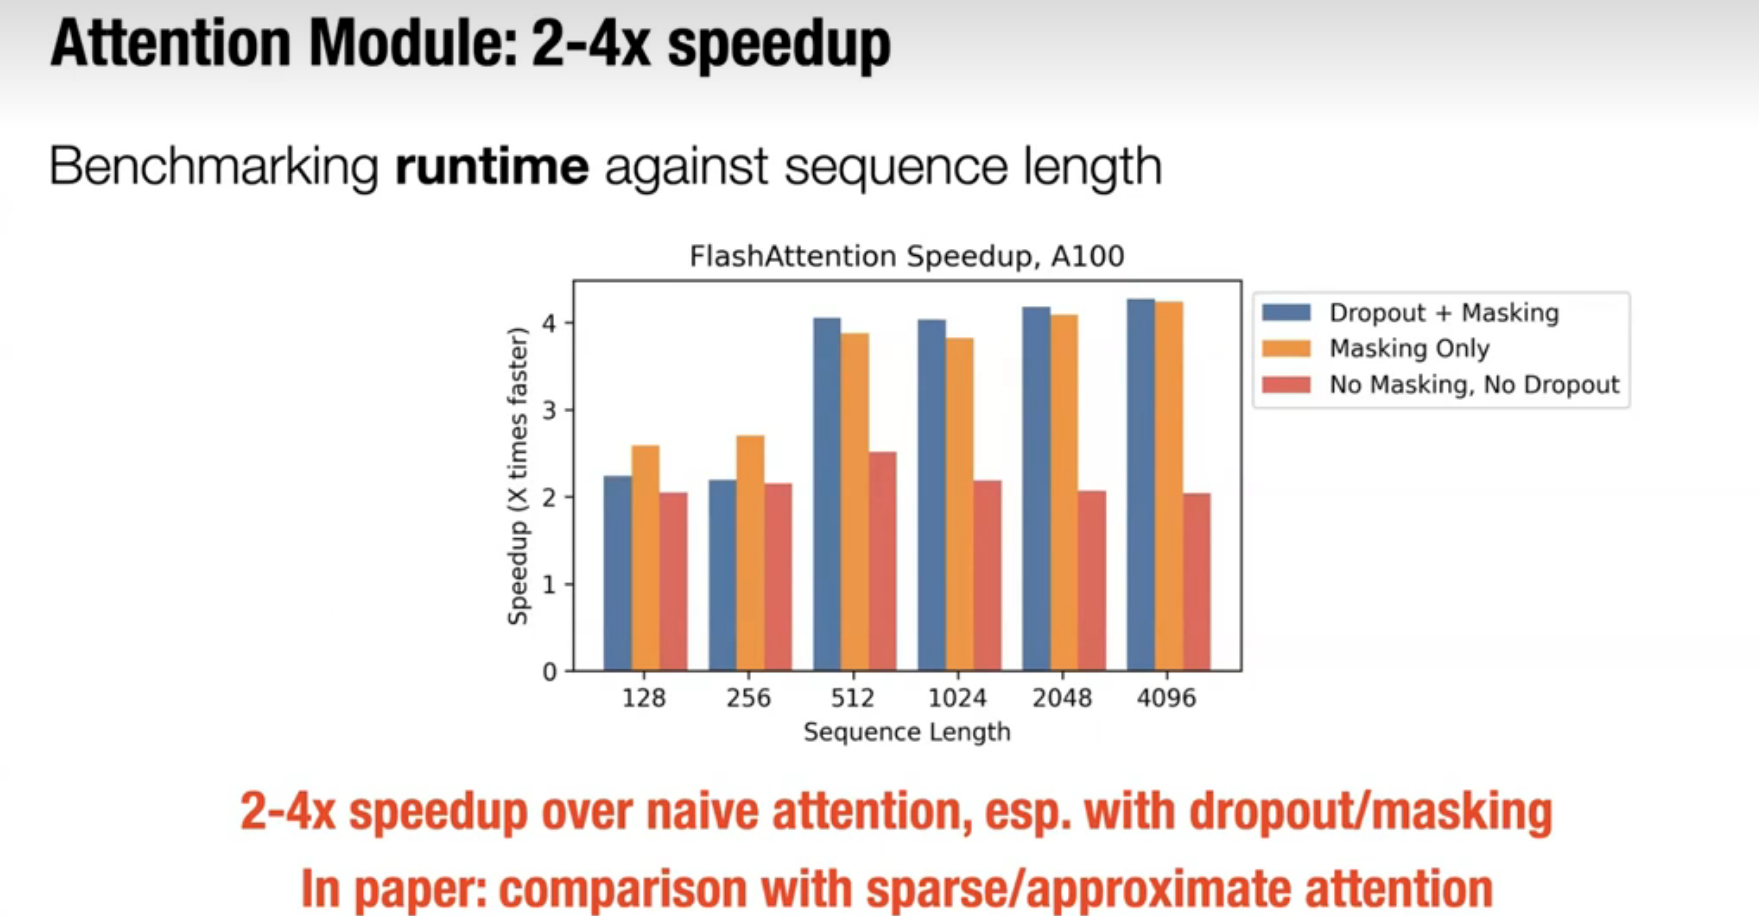 Attention Module: 2-4x speedup
Benchmarking runtime against sequence length
FlashAttention Speedup, A100
Speedup (X times faster)
4
3
2
1
0
128 256 512 1024 2048 4096
Sequence Length
Dropout + Masking
Masking Only
No Masking, No Dropout
2-4x speedup over naive attention, esp. with dropout/masking
In paper: comparison with sparse/approximate attention